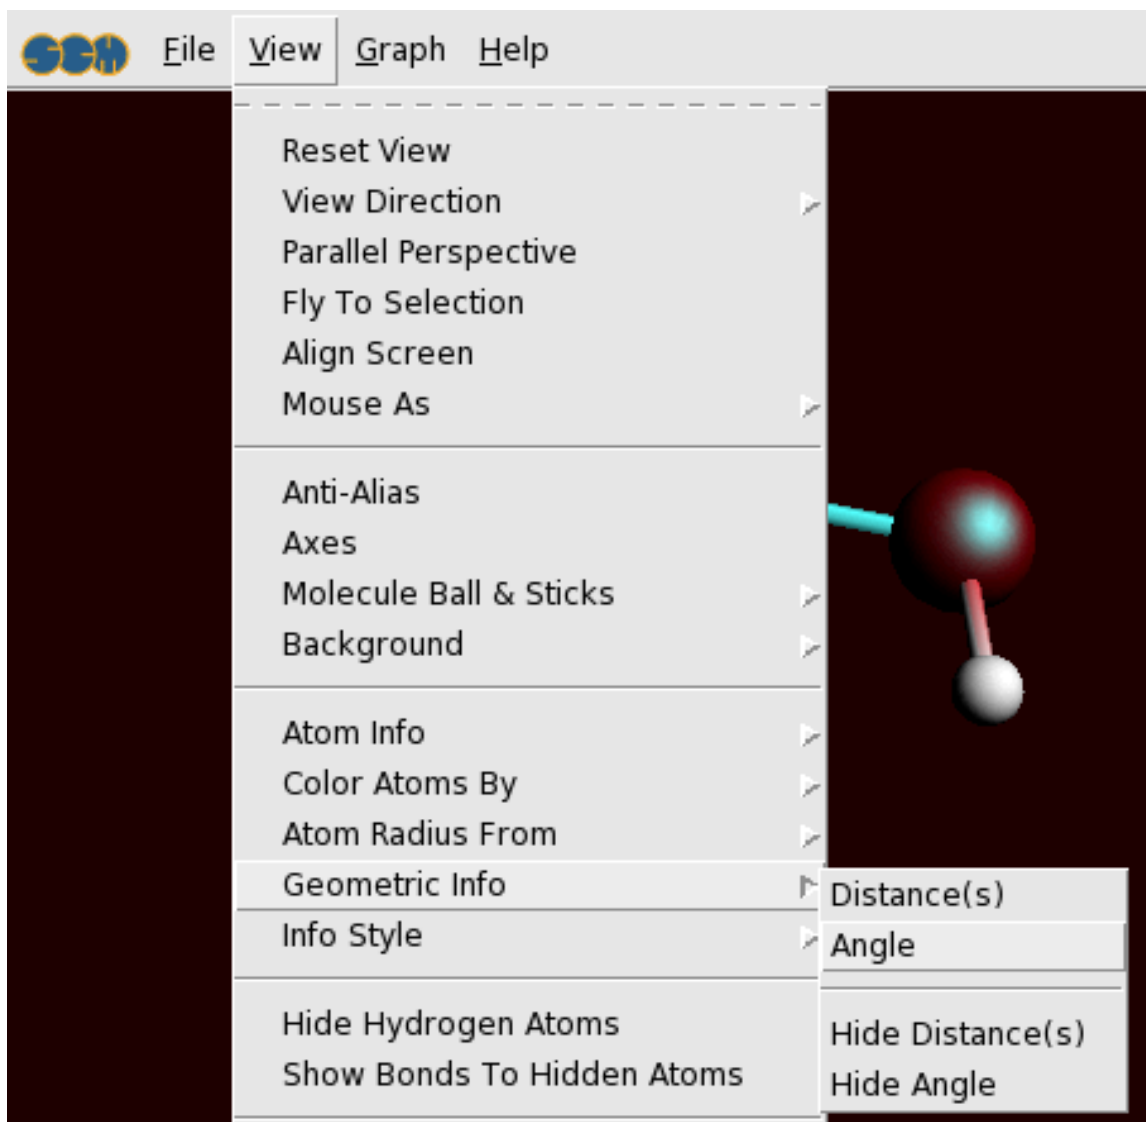 SCM File View Graph Help
Reset View
View Direction
Parallel Perspective
Fly To Selection
Align Screen
Mouse As
Anti-Alias
Axes
Molecule Ball & Sticks
Background
Atom Info
Color Atoms By
Atom Radius From
Geometric Info
Distance(s)
Info Style
Angle
Hide Hydrogen Atoms
Hide Distance(s)
Show Bonds To Hidden Atoms
Hide Angle